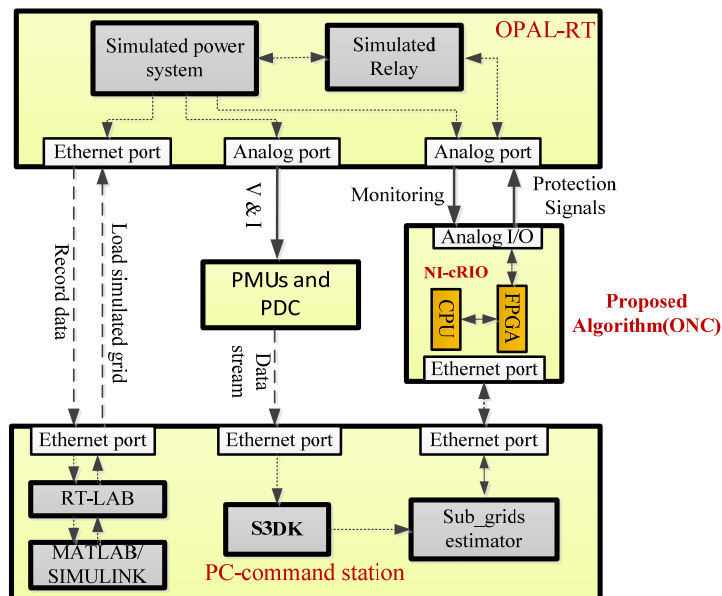 OPAL-RT
Simulated power
system
Simulated
Relay
Ethernet port
Analog port
Analog port
Record data
Load simulated grid
V & I
Monitoring
Protection
Signals
PMUs and
PDC
Data
stream
Analog I/O
NI-cRIO
CPU
FPGA
Ethernet port
Proposed
Algorithm(ONC)
Ethernet port
Ethernet port
Ethernet port
RT-LAB
MATLAB/
SIMULINK
S3DK
Sub_grids
estimator
PC-command station